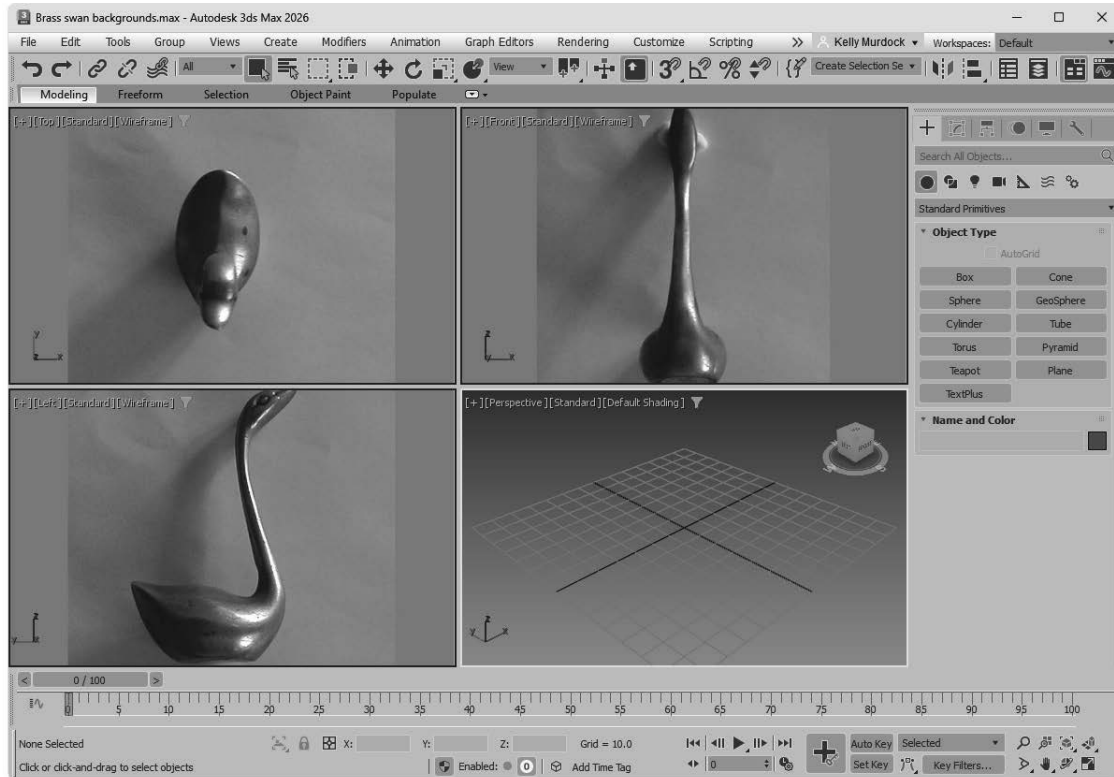 Brass swan backgrounds.max - Autodesk 3ds Max 2026
File Edit Tools Group Views Create Modifiers Animation Graph Editors Rendering Customize Scripting Kelly Murdock Workspaces: Default
All View Create Selection Se
Modeling Freeform Selection Object Paint Populate
[+][Top][Standard][Wireframe]
[+][Front][Standard][Wireframe]
Search All Objects...
Standard Primitives
Object Type
AutoGrid
Box Cone
Sphere GeoSphere
Cylinder Tube
Torus Pyramid
Teapot Plane
TextPlus
Name and Color
y
z x
z
x
[+][Left][Standard][Wireframe]
[+][Perspective][Standard][Default Shading]
z
y
z
y x
0 / 100
0 5 10 15 20 25 30 35 40 45 50 55 60 65 70 75 80 85 90 95 100
None Selected X: Y: Z: Grid = 10.0 Auto Key Selected
Click or click-and-drag to select objects Enabled: 0 Add Time Tag 0 Set Key Key Filters...